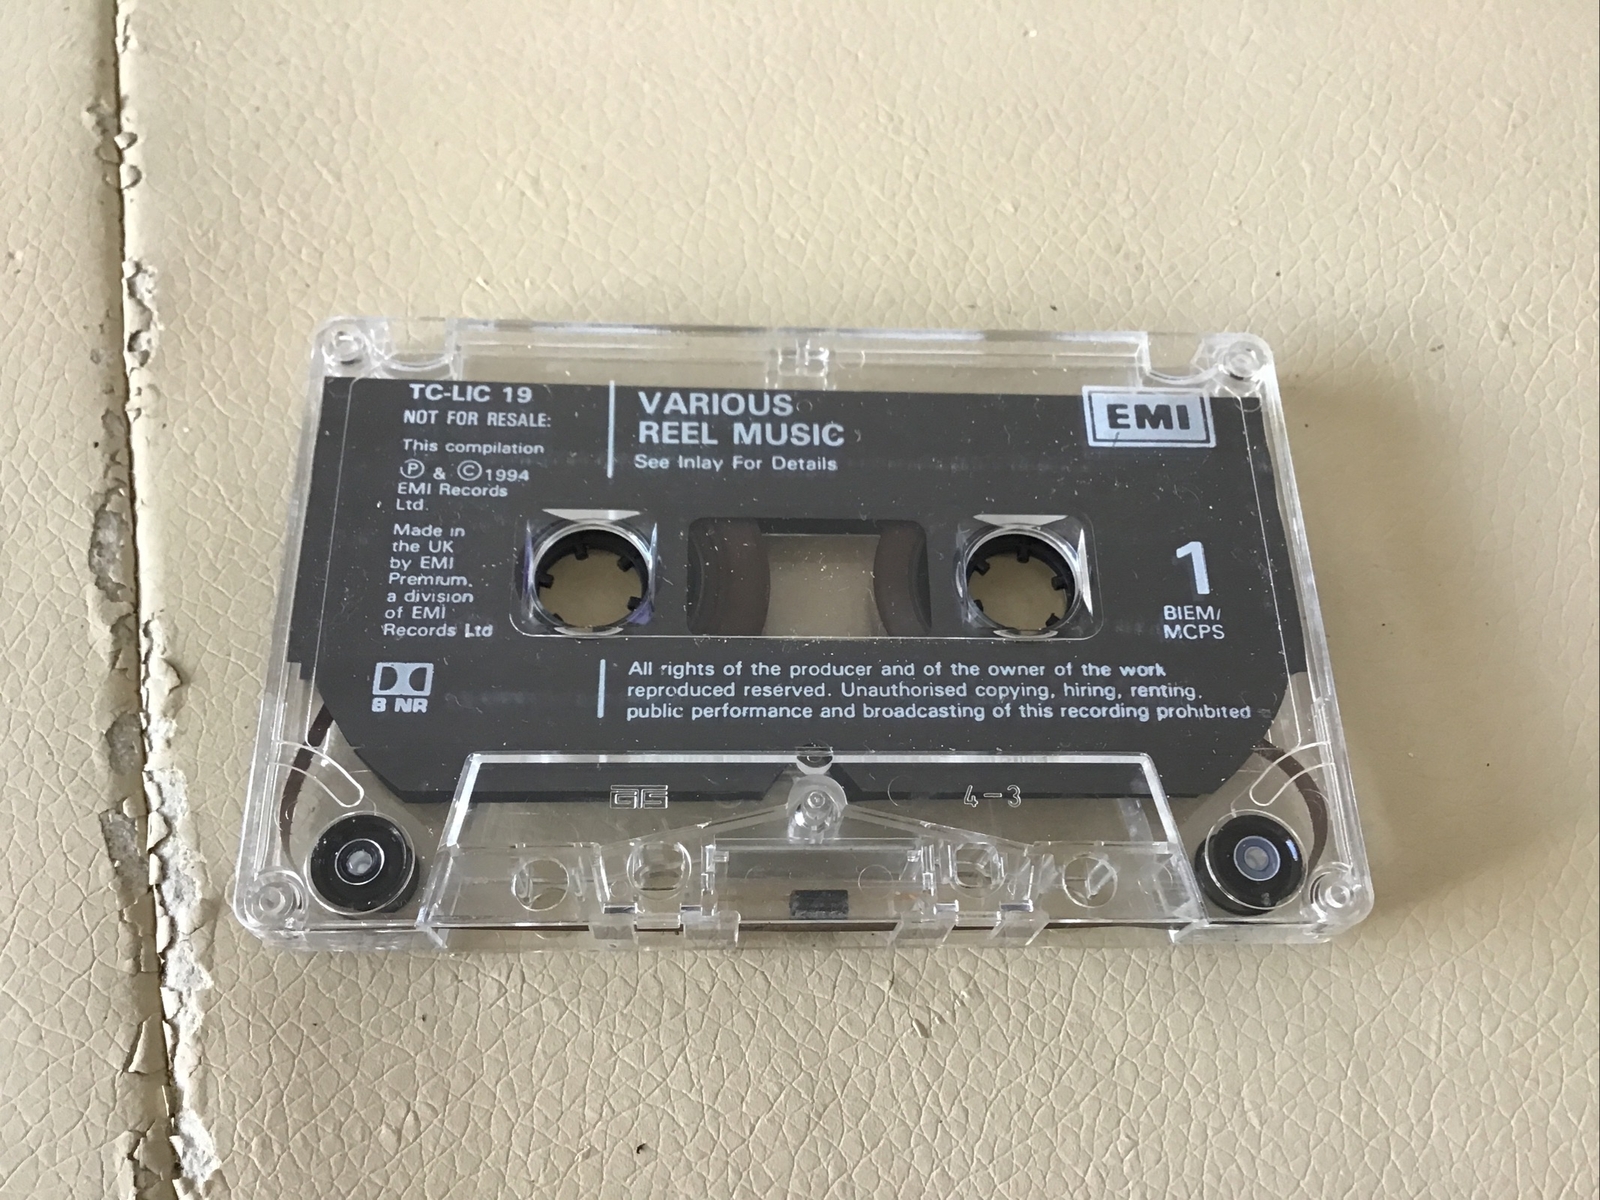 TC-LIC 19
NOT FOR RESALE:
This compilation
Ⓟ & ©1994
EMI Records
Ltd.
Made in
the UK
by EMI
Premium,
a division
of EMI
Records Ltd
B NR
VARIOUS
REEL MUSIC
See Inlay For Details
EMI
1
BIEM/
MCPS
All rights of the producer and of the owner of the work
reproduced reserved. Unauthorised copying, hiring, renting,
public performance and broadcasting of this recording prohibited
4-3